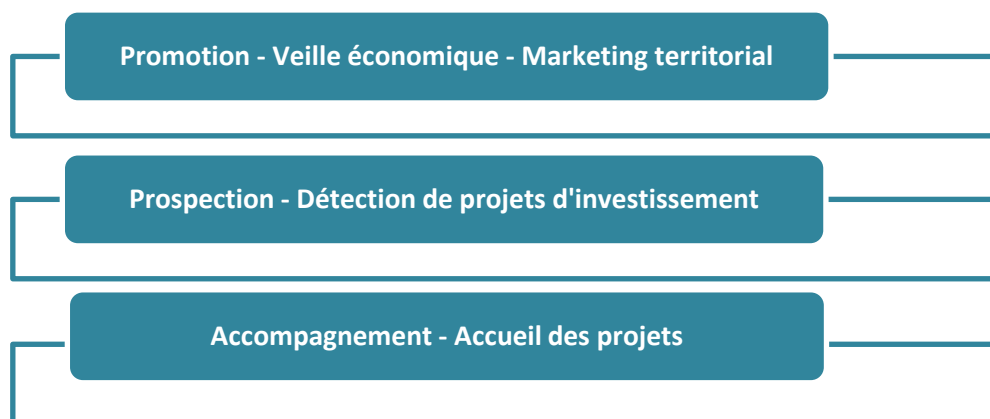 Promotion - Veille économique - Marketing territorial
Prospection - Détection de projets d'investissement
Accompagnement - Accueil des projets